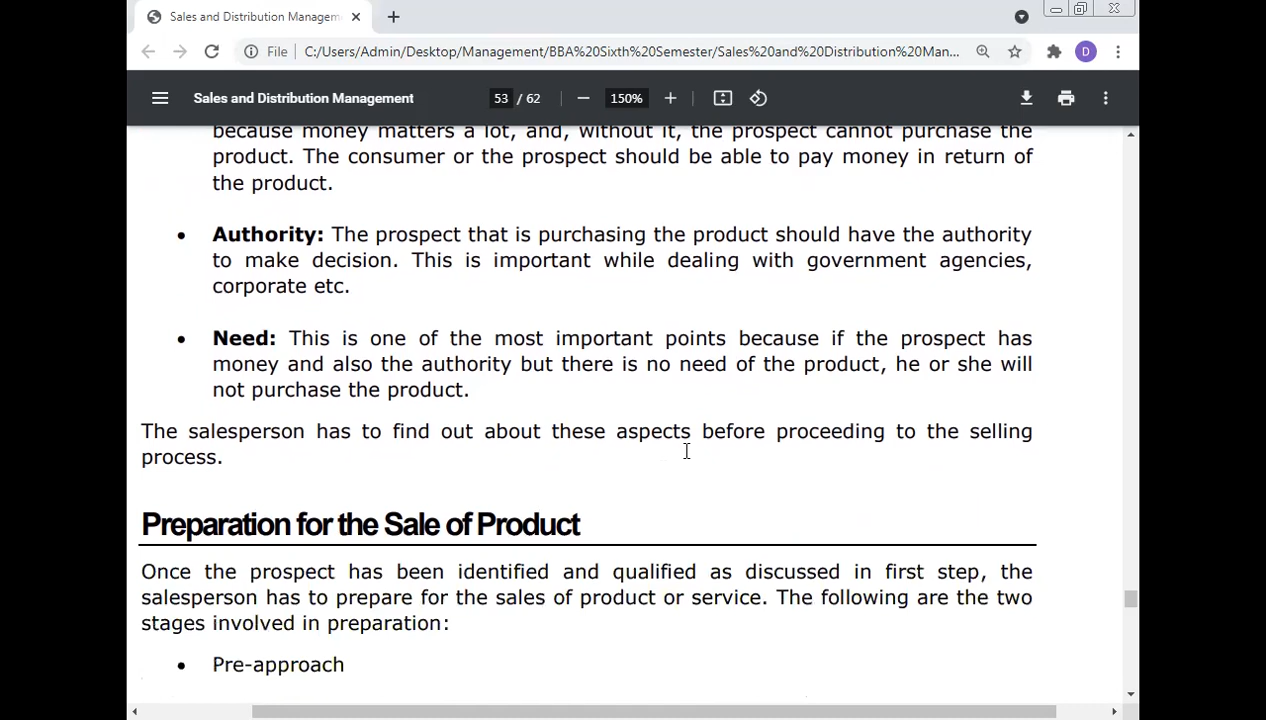 Sales and Distribution Managem
File C:/Users/Admin/Desktop/Management/BBA%20Sixth%20Semester/Sales%20and%20Distribution%20Man... D
Sales and Distribution Management 53 / 62 150%
because money matters a lot, and, without it, the prospect cannot purchase the
product. The consumer or the prospect should be able to pay money in return of
the product.
• Authority: The prospect that is purchasing the product should have the authority
to make decision. This is important while dealing with government agencies,
corporate etc.
• Need: This is one of the most important points because if the prospect has
money and also the authority but there is no need of the product, he or she will
not purchase the product.
The salesperson has to find out about these aspects before proceeding to the selling
process.
Preparation for the Sale of Product
Once the prospect has been identified and qualified as discussed in first step, the
salesperson has to prepare for the sales of product or service. The following are the two
stages involved in preparation:
• Pre-approach